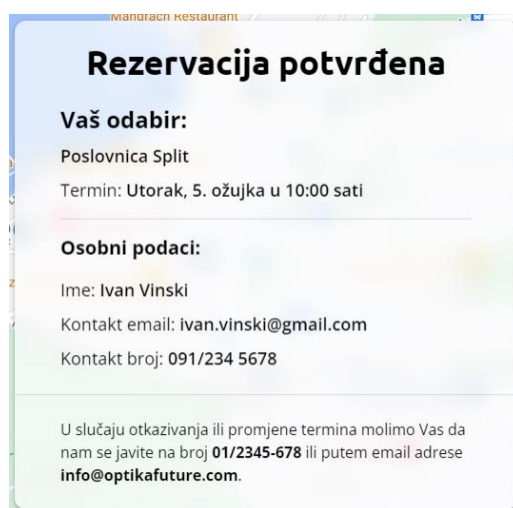 Mandrach Restaurant
Rezervacija potvrđena
Vaš odabir:
Poslovnica Split
Termin: Utorak, 5. ožujka u 10:00 sati
Osobni podaci:
Ime: Ivan Vinski
Kontakt email: ivan.vinski@gmail.com
Kontakt broj: 091/234 5678
U slučaju otkazivanja ili promjene termina molimo Vas da
nam se javite na broj 01/2345-678 ili putem email adrese
info@optikafuture.com.